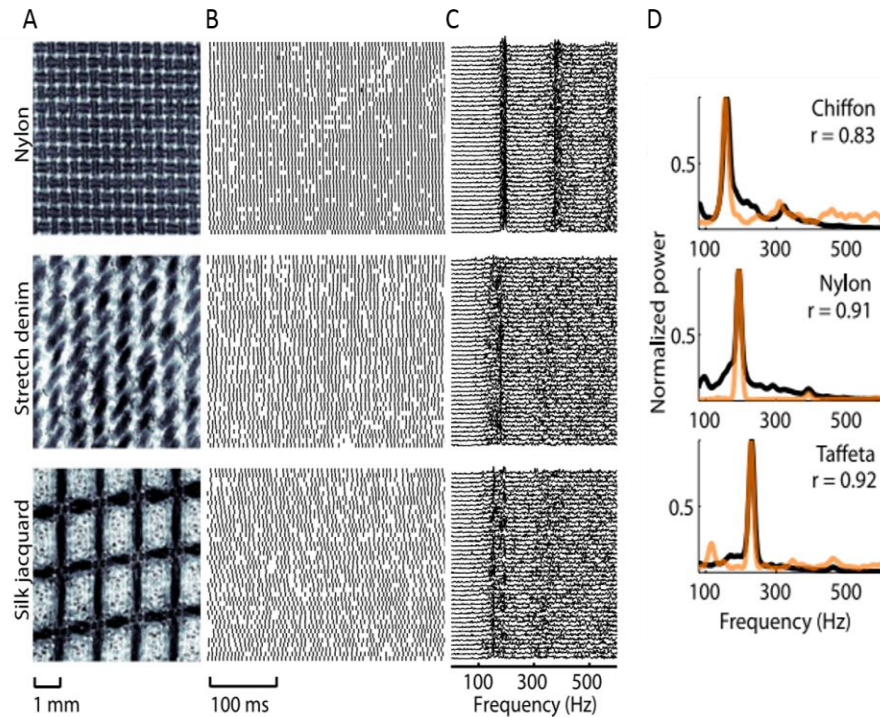 A
B
C
D
Nylon
Stretch denim
Silk jacquard
1 mm
100 ms
100 300 500
Frequency (Hz)
Normalized power
Chiffon
r = 0.83
0.5
100 300 500
Nylon
r = 0.91
0.5
100 300 500
Taffeta
r = 0.92
0.5
100 300 500
Frequency (Hz)